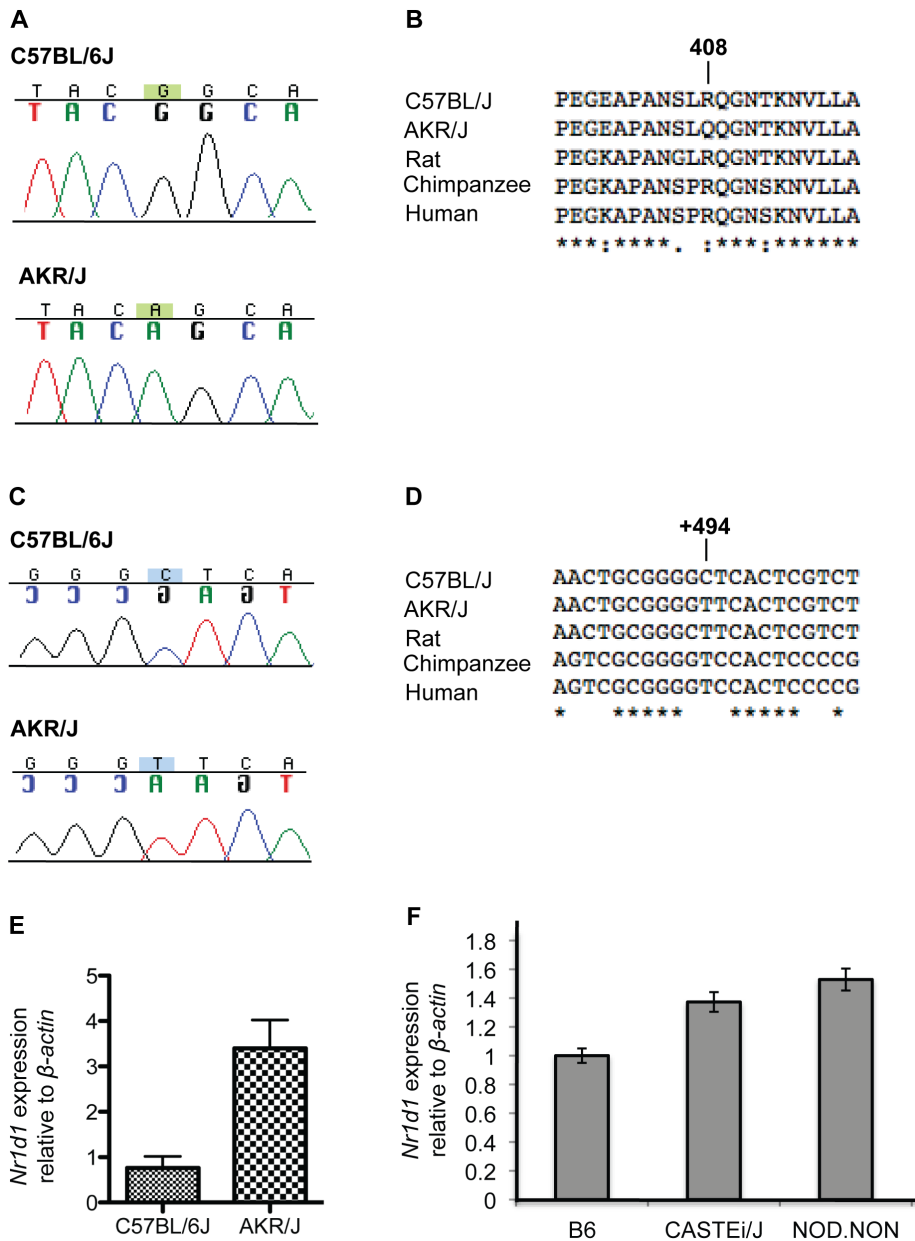 A
C57BL/6J
T A C G G C A
T A C G G C A
AKR/J
T A C A G C A
T A C A G C A
B
408
C57BL/J PEGEAPANSLRQGNTKNVLLA
AKR/J PEGEAPANSLQQGNTKNVLLA
Rat PEGKAPANGLRQGNTKNVLLA
Chimpanzee PEGKAPANSPRQGNSKNVLLA
Human PEGKAPANSPRQGNSKNVLLA
***:****. :***:******
C
C57BL/6J
G G G C T C A
C C C G A G T
AKR/J
G G G T T C A
C C C A A G T
D
+494
C57BL/J AACTGCGGGGCTCACTCGTCT
AKR/J AACTGCGGGGTTCACTCGTCT
Rat AACTGCGGGGCTTCACTCGTCT
Chimpanzee AGTCGCGGGGTCCACTCCCCG
Human AGTCGCGGGGTCCACTCCCCG
* ***** ***** *
E
Nr1d1 expression
relative to β-actin
5
4
3
2
1
0
C57BL/6J AKR/J
F
Nr1d1 expression
relative to β-actin
1.8
1.6
1.4
1.2
1
0.8
0.6
0.4
0.2
0
B6 CASTEi/J NOD.NON